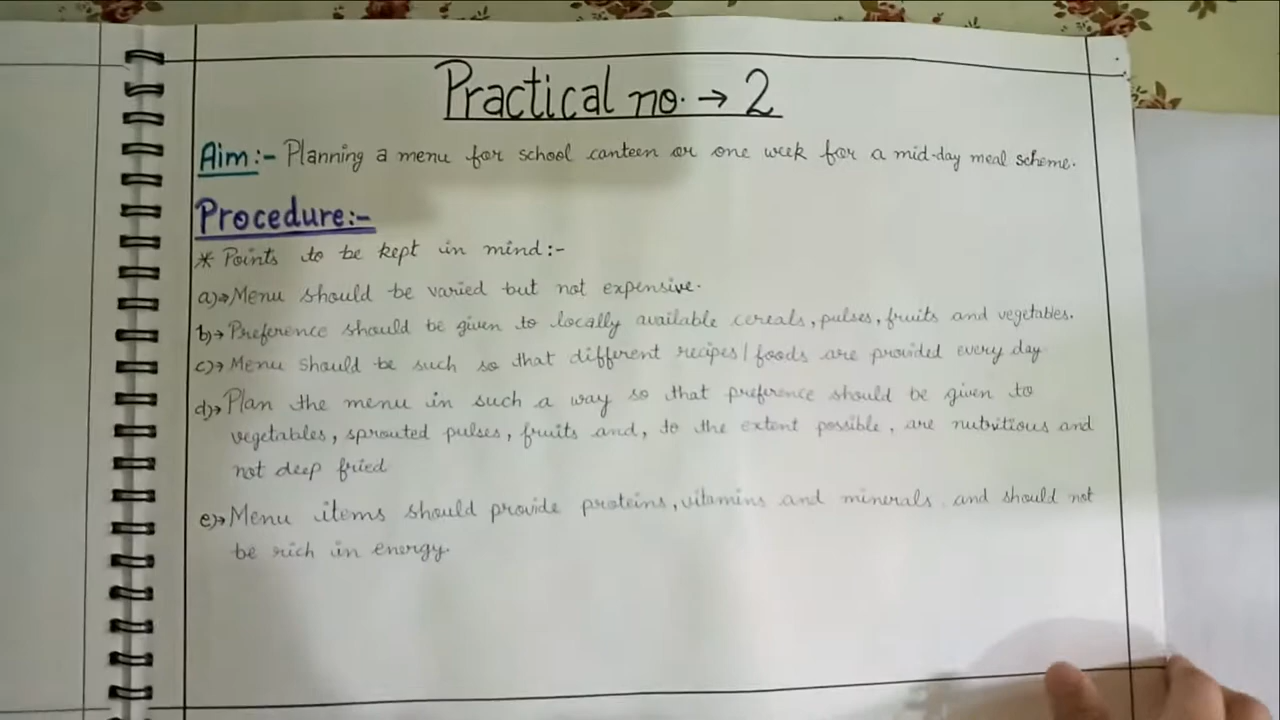 Practical no. → 2
Aim:- Planning a menu for school canteen or one week for a mid-day meal scheme.
Procedure:-
* Points to be kept in mind:-
a)→ Menu should be varied but not expensive.
b)→ Preference should be given to locally available cereals, pulses, fruits and vegetables.
c)→ Menu should be such so that different recipes/foods are provided every day
d)→ Plan the menu in such a way so that preference should be given to
vegetables, sprouted pulses, fruits and, to the extent possible, are nutritious and
not deep fried
e)→ Menu items should provide proteins, vitamins and minerals. and should not
be rich in energy.